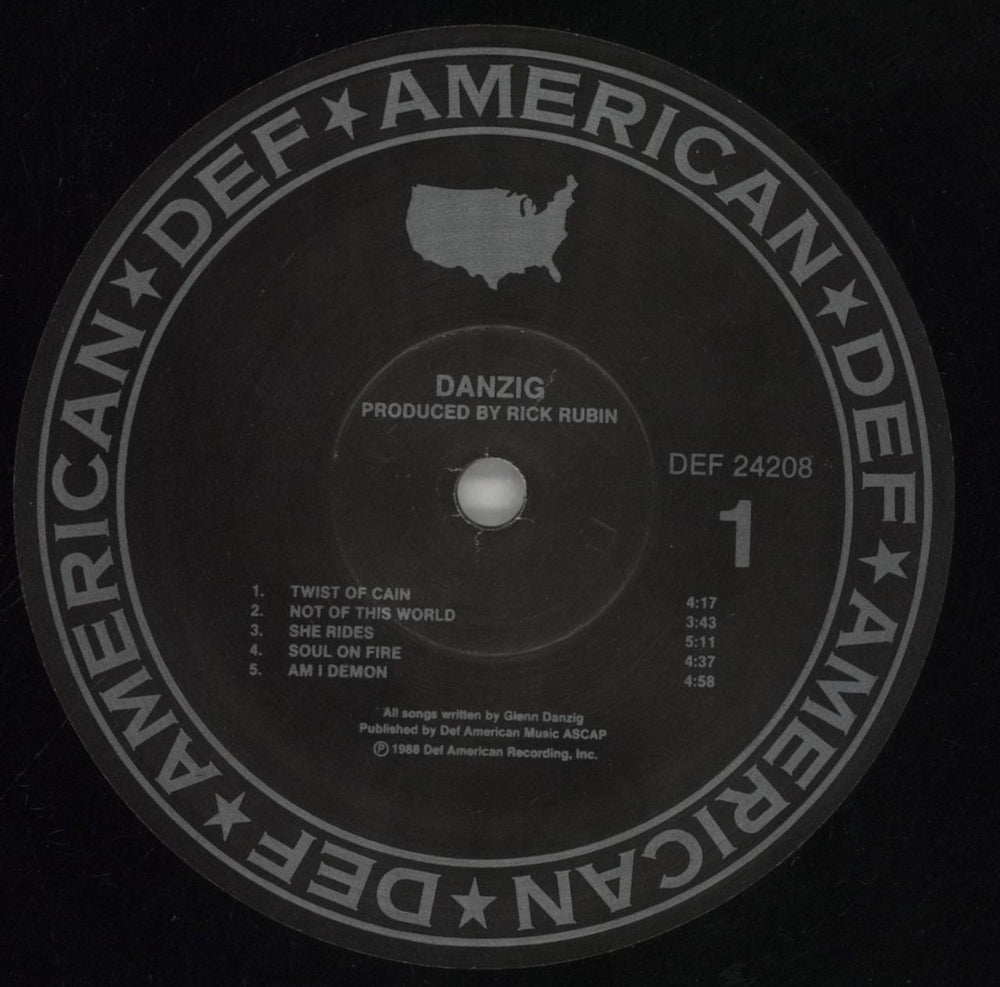 DEF ★ AMERICAN ★ DEF ★ AMERICAN ★ DEF ★ AMERICAN ★
DANZIG
PRODUCED BY RICK RUBIN
DEF 24208
1
1. TWIST OF CAIN 4:17
2. NOT OF THIS WORLD 3:43
3. SHE RIDES 5:11
4. SOUL ON FIRE 4:37
5. AM I DEMON 4:58
All songs written by Glenn Danzig
Published by Def American Music ASCAP
Ⓟ 1988 Def American Recording, Inc.